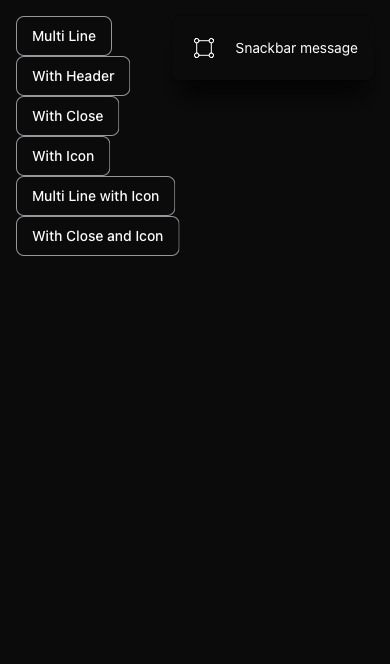 Multi Line
Snackbar message
With Header
With Close
With Icon
Multi Line with Icon
With Close and Icon